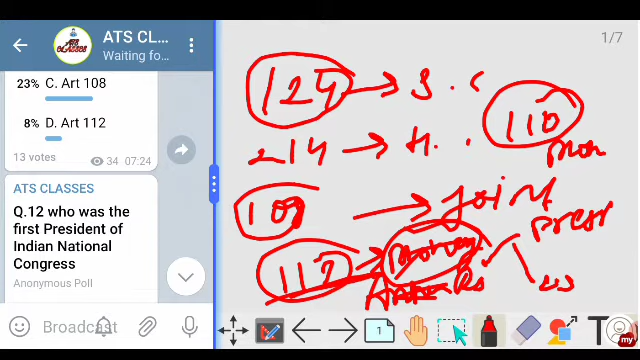 ATS CL...
Waiting fo...
23% C. Art 108
8% D. Art 112
13 votes 34 07:24
ATS CLASSES
Q.12 who was the
first President of
Indian National
Congress
Anonymous Poll
Broadcast
1/7
124 → S.C
110
214 → H.
108 → Joint
112
1
T
my